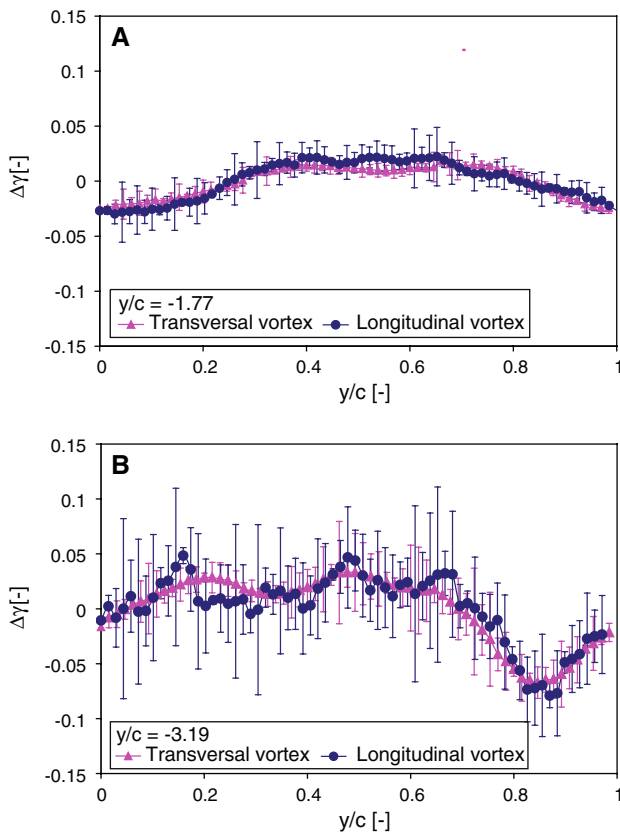 A
0.15
0.1
0.05
0
-0.05
-0.1
-0.15
Δγ[-]
y/c = -1.77
Transversal vortex Longitudinal vortex
0 0.2 0.4 0.6 0.8 1
y/c [-]
B
0.15
0.1
0.05
0
-0.05
-0.1
-0.15
Δγ[-]
y/c = -3.19
Transversal vortex Longitudinal vortex
0 0.2 0.4 0.6 0.8 1
y/c [-]